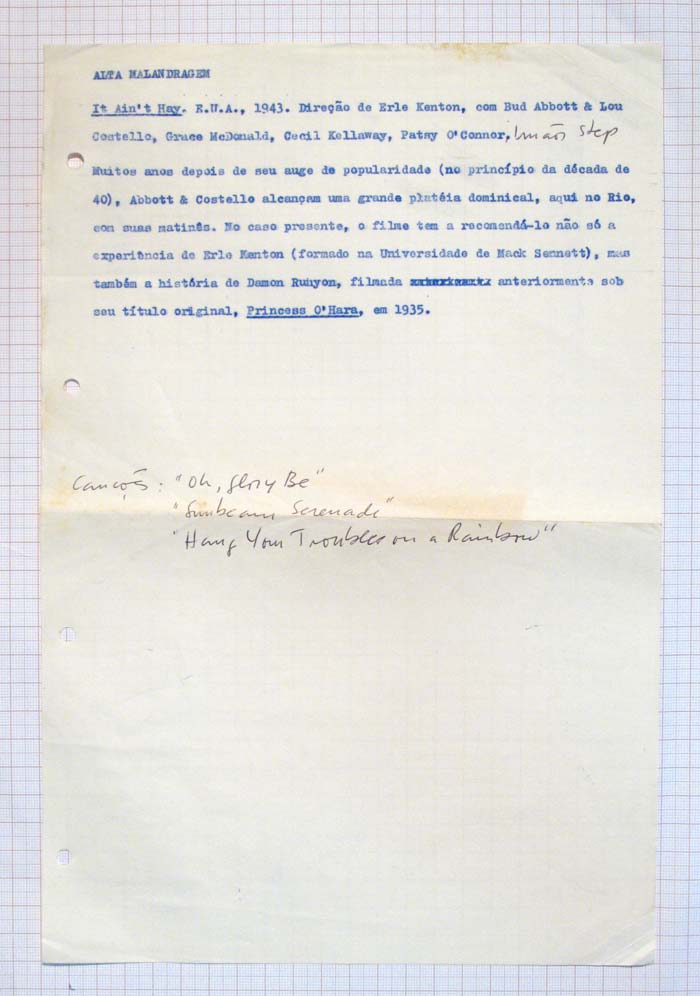 ALTA MALANDRAGEM
It Ain't Hay. E.U.A., 1943. Direção de Erle Kenton, com Bud Abbott & Lou
Costello, Grace McDonald, Cecil Kellaway, Patsy O'Connor, Irmãos Step
Muitos anos depois de seu auge de popularidade (no princípio da década de
40), Abbott & Costello alcançam uma grande platéia dominical, aqui no Rio,
com suas matinês. No caso presente, o filme tem a recomendá-lo não só a
experiência de Erle Kenton (formado na Universidade de Mack Sennett), mas
também a história de Damon Runyon, filmada anteriormente sob
seu título original, Princess O'Hara, em 1935.
Canções: "Oh, Glory Be"
"Sunbeam Serenade"
"Hang Your Troubles on a Rainbow"